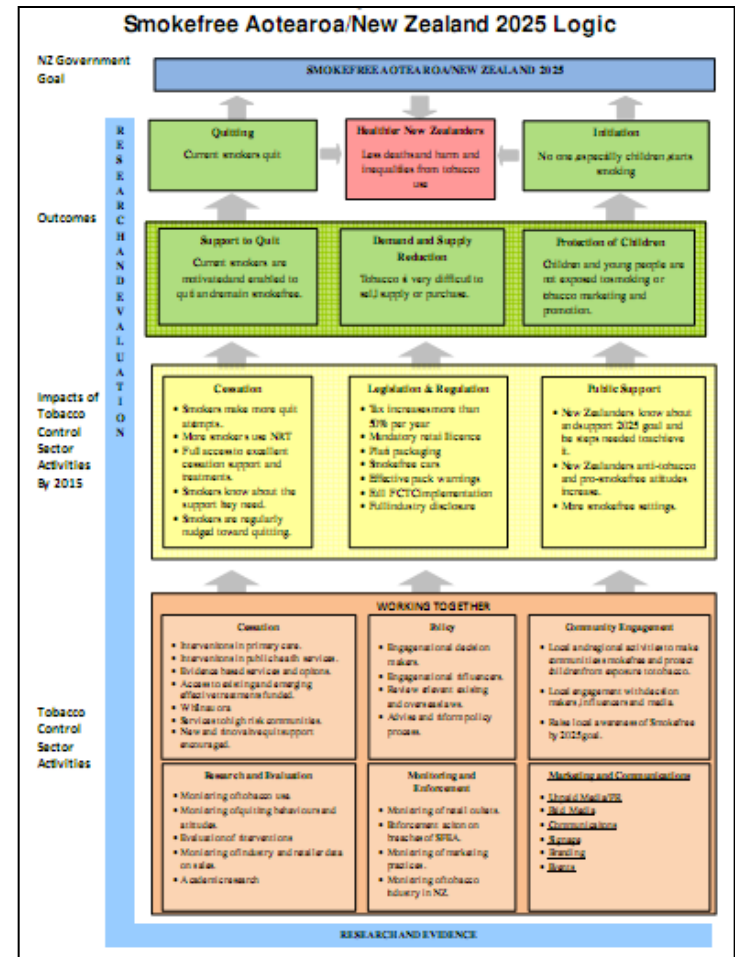 Smokefree Aotearoa/New Zealand 2025 Logic
NZ Government
Goal
SMOKEFREE AOTEAROA/NEW ZEALAND 2025
RESEARCH AND EVALUATION
Quitting
Current smokers quit
Healthier New Zealanders
Less deaths and harm and
inequalities from tobacco
use
Initiation
No one, especially children, starts
smoking
Outcomes
Support to Quit
Current smokers are
motivated and enabled to
quit and remain smokefree.
Demand and Supply
Reduction
Tobacco is very difficult to
sell, supply or purchase.
Protection of Children
Children and young people are
not exposed to smoking or
tobacco marketing and
promotion.
Impacts of
Tobacco
Control
Sector
Activities
By 2015
Cessation
• Smokers make more quit
attempts.
• More smokers use NRT
• Full access to excellent
cessation support and
treatments.
• Smokers know about the
support they need.
• Smokers are regularly
nudged toward quitting.
Legislation & Regulation
• Tax increases more than
per year
• Mandatory retail licence
• Plain packaging
• Smokefree cars
• Effective pack warnings
• Full FCTC implementation
• Full industry disclosure
Public Support
• New Zealanders know about
and support 2025 goal and
the steps needed to achieve
it.
• New Zealanders anti-tobacco
and pro-smokefree attitudes
increase.
• More smokefree settings.
WORKING TOGETHER
Tobacco
Control
Sector
Activities
Cessation
• Interventions in primary care.
• Interventions in public health services.
• Evidence based services and options.
• Access to existing and emerging
effective treatments funded.
• Whānau ora
• Services to high risk communities.
• New and innovative quit support
encouraged.
Policy
• Engage national decision
makers.
• Engage national influencers.
• Review relevant existing
and overseas laws.
• Advise and inform policy
process.
Community Engagement
• Local and regional activities to make
communities smokefree and protect
children from exposure to tobacco.
• Local engagement with decision
makers, influencers and media.
• Raise local awareness of Smokefree
by 2025 goal.
Research and Evaluation
• Monitoring of tobacco use.
• Monitoring of quitting behaviours and
attitudes.
• Evaluation of interventions
• Monitoring of industry and retailer data
on sales.
• Academic research
Monitoring and
Enforcement
• Monitoring of retail outlets.
• Enforcement action on
breaches of SFEA.
• Monitoring of marketing
practices.
• Monitoring of tobacco
industry in NZ.
Marketing and Communications
• Unpaid Media/PR
• Paid Media
• Communications
• Signage
• Branding
• Events
RESEARCH AND EVIDENCE